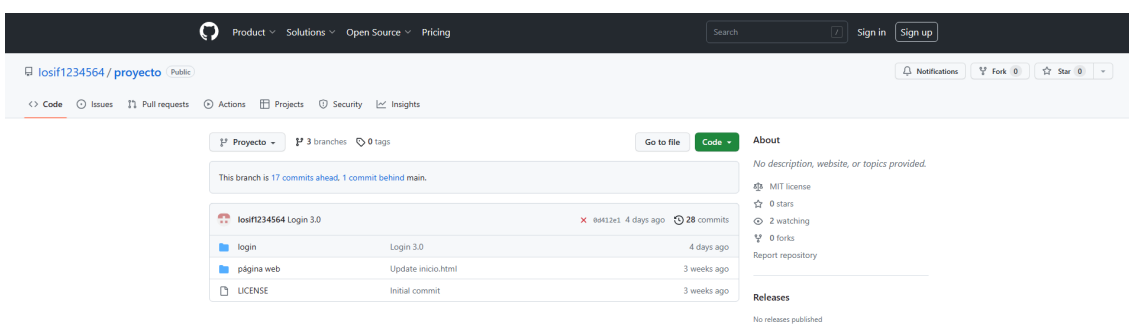 Product Solutions Open Source Pricing Search / Sign in Sign up
Iosif1234564 / proyecto Public Notifications Fork 0 Star 0
Code Issues Pull requests Actions Projects Security Insights
Proyecto 3 branches 0 tags Go to file Code
This branch is 17 commits ahead, 1 commit behind main.
Iosif1234564 Login 3.0 0d412e1 4 days ago 28 commits
login Login 3.0 4 days ago
página web Update inicio.html 3 weeks ago
LICENSE Initial commit 3 weeks ago
About
No description, website, or topics provided.
MIT license
0 stars
2 watching
0 forks
Report repository
Releases
No releases published